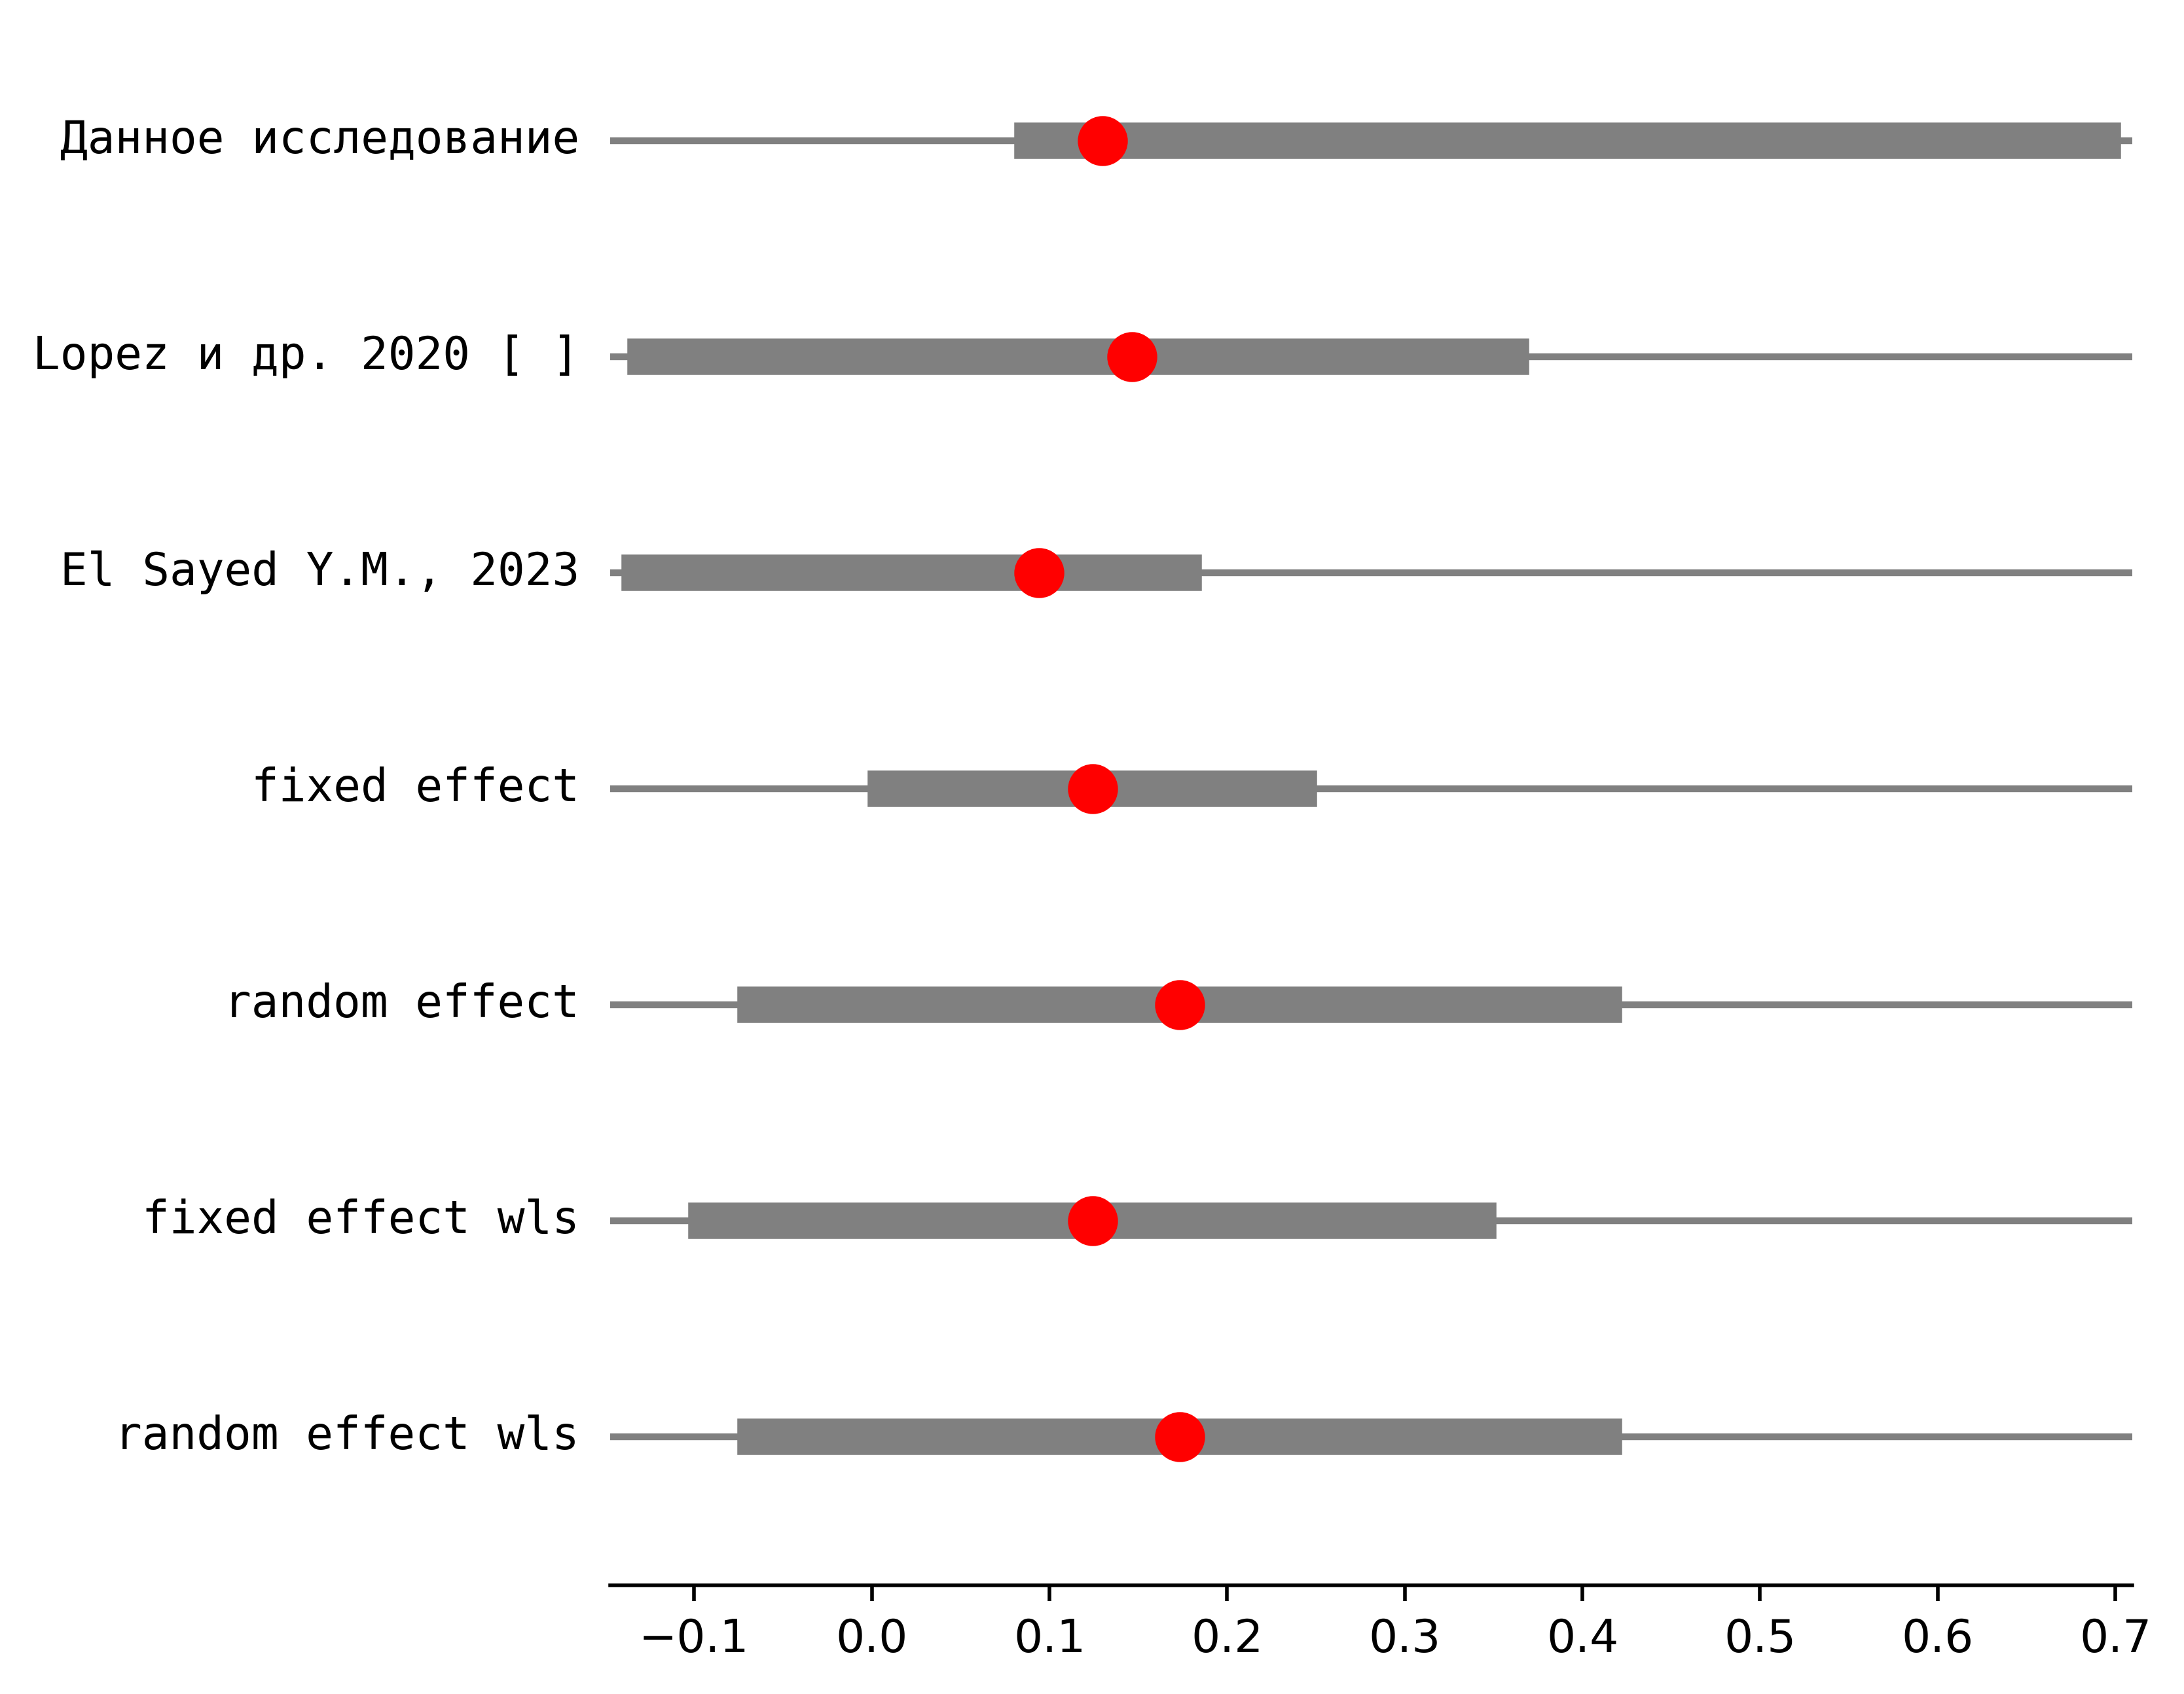 Данное исследование
Lopez и др. 2020 [ ]
El Sayed Y.M., 2023
fixed effect
random effect
fixed effect wls
random effect wls
−0.1 0.0 0.1 0.2 0.3 0.4 0.5 0.6 0.7